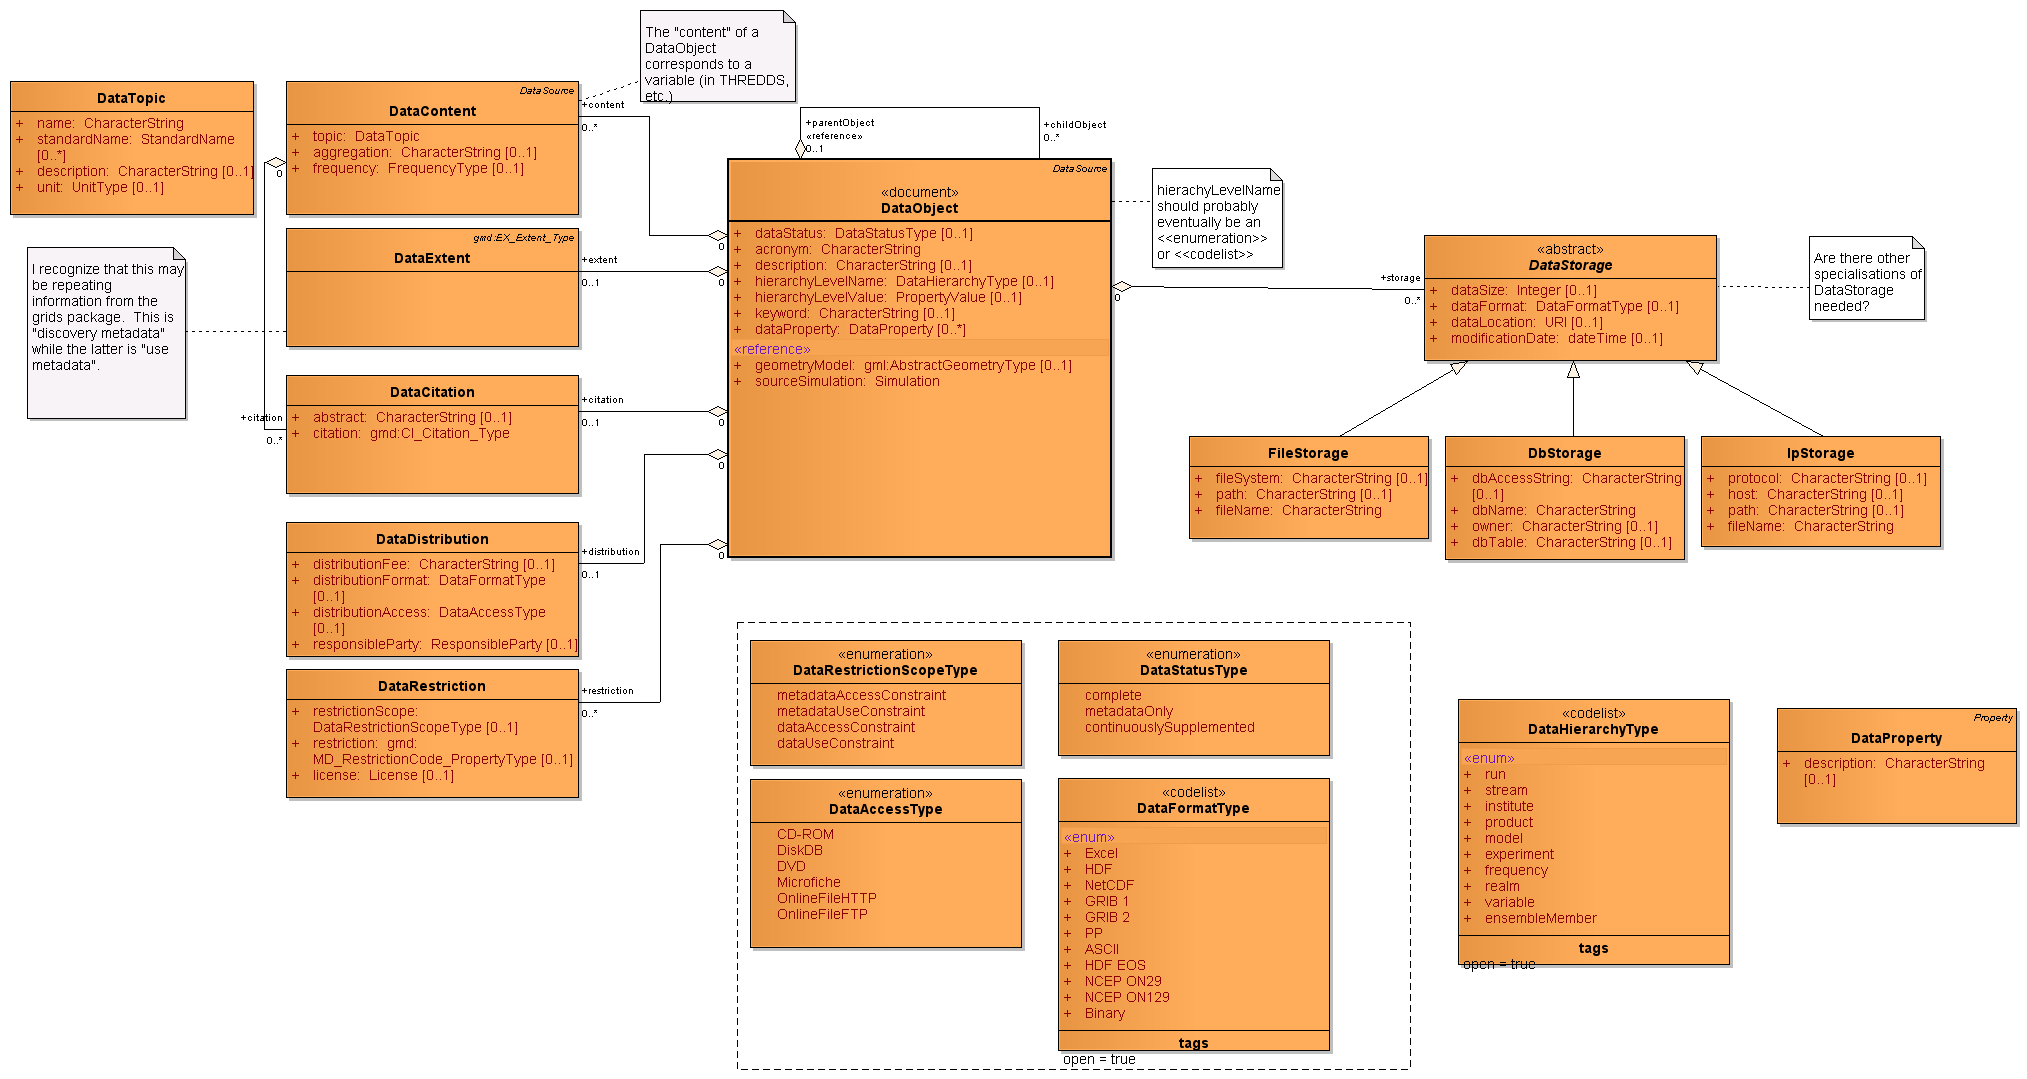 The "content" of a
DataObject
corresponds to a
variable (in THREDDS,
etc.)
DataTopic
+ name: CharacterString
+ standardName: StandardName
[0..*]
+ description: CharacterString [0..1]
+ unit: UnitType [0..1]
DataSource
DataContent
+ topic: DataTopic
+ aggregation: CharacterString [0..1]
+ frequency: FrequencyType [0..1]
+content
0..*
0
+parentObject
«reference»
0..1
+childObject
0..*
gmd:EX_Extent_Type
DataExtent
+extent
0..1
I recognize that this may
be repeating
information from the
grids package. This is
"discovery metadata"
while the latter is "use
metadata".
DataCitation
+ abstract: CharacterString [0..1]
+ citation: gmd:CI_Citation_Type
+citation
0..*
+citation
0..1
DataDistribution
+ distributionFee: CharacterString [0..1]
+ distributionFormat: DataFormatType
[0..1]
+ distributionAccess: DataAccessType
[0..1]
+ responsibleParty: ResponsibleParty [0..1]
+distribution
0..1
DataRestriction
+ restrictionScope:
DataRestrictionScopeType [0..1]
+ restriction: gmd:
MD_RestrictionCode_PropertyType [0..1]
+ license: License [0..1]
+restriction
0..*
DataSource
«document»
DataObject
+ dataStatus: DataStatusType [0..1]
+ acronym: CharacterString
+ description: CharacterString [0..1]
+ hierarchyLevelName: DataHierarchyType [0..1]
+ hierarchyLevelValue: PropertyValue [0..1]
+ keyword: CharacterString [0..1]
+ dataProperty: DataProperty [0..*]
«reference»
+ geometryModel: gml:AbstractGeometryType [0..1]
+ sourceSimulation: Simulation
0
0
0
0
0
0
hierachyLevelName
should probably
eventually be an
<<enumeration>>
or <<codelist>>
+storage
0..*
«abstract»
DataStorage
+ dataSize: Integer [0..1]
+ dataFormat: DataFormatType [0..1]
+ dataLocation: URI [0..1]
+ modificationDate: dateTime [0..1]
Are there other
specialisations of
DataStorage
needed?
FileStorage
+ fileSystem: CharacterString [0..1]
+ path: CharacterString [0..1]
+ fileName: CharacterString
DbStorage
+ dbAccessString: CharacterString
[0..1]
+ dbName: CharacterString
+ owner: CharacterString [0..1]
+ dbTable: CharacterString [0..1]
IpStorage
+ protocol: CharacterString [0..1]
+ host: CharacterString [0..1]
+ path: CharacterString [0..1]
+ fileName: CharacterString
«enumeration»
DataRestrictionScopeType
metadataAccessConstraint
metadataUseConstraint
dataAccessConstraint
dataUseConstraint
«enumeration»
DataStatusType
complete
metadataOnly
continuouslySupplemented
«enumeration»
DataAccessType
CD-ROM
DiskDB
DVD
Microfiche
OnlineFileHTTP
OnlineFileFTP
«codelist»
DataFormatType
«enum»
+ Excel
+ HDF
+ NetCDF
+ GRIB 1
+ GRIB 2
+ PP
+ ASCII
+ HDF EOS
+ NCEP ON29
+ NCEP ON129
+ Binary
tags
open = true
«codelist»
DataHierarchyType
«enum»
+ run
+ stream
+ institute
+ product
+ model
+ experiment
+ frequency
+ realm
+ variable
+ ensembleMember
tags
open = true
Property
DataProperty
+ description: CharacterString
[0..1]